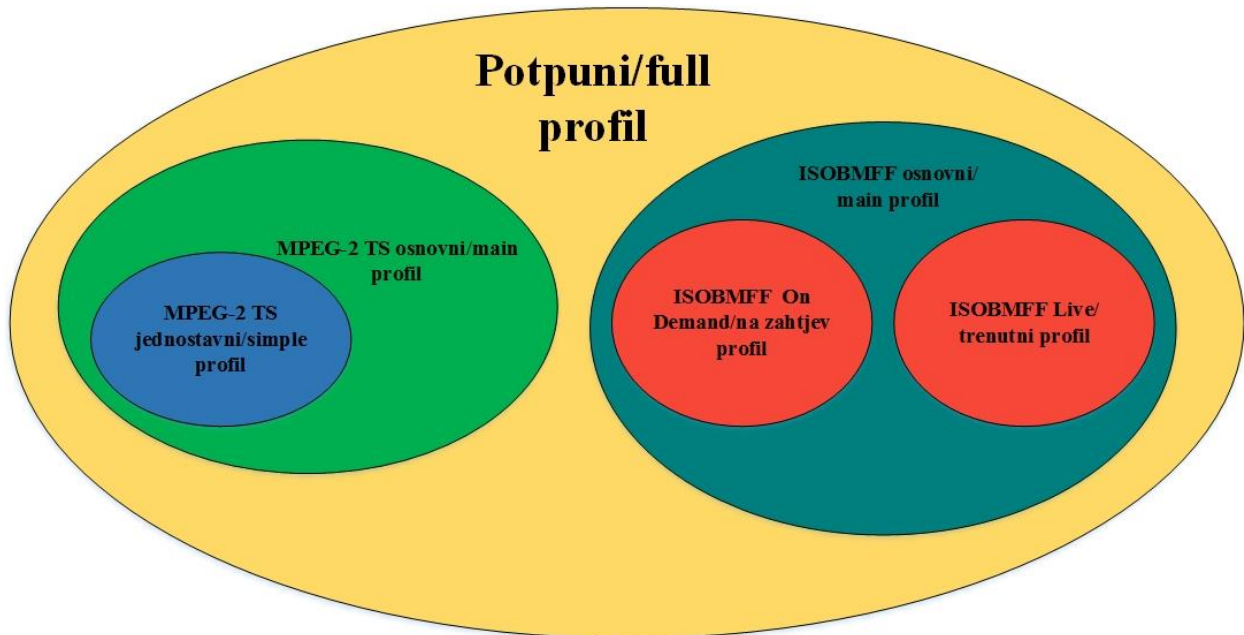 Potpuni/full
profil
MPEG-2 TS osnovni/main
profil
MPEG-2 TS
jednostavni/simple
profil
ISOBMFF osnovni/
main profil
ISOBMFF On
Demand/na zahtjev
profil
ISOBMFF Live/
trenutni profil